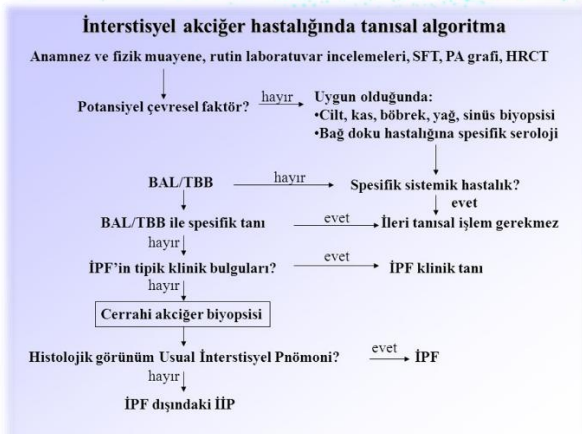 İnterstisyel akciğer hastalığında tanısal algoritma
Anamnez ve fizik muayene, rutin laboratuvar incelemeleri, SFT, PA grafi, HRCT
Potansiyel çevresel faktör?
hayır
Uygun olduğunda:
•Cilt, kas, böbrek, yağ, sinüs biyopsisi
•Bağ doku hastalığına spesifik seroloji
BAL/TBB
hayır
Spesifik sistemik hastalık?
evet
BAL/TBB ile spesifik tanı
evet
İleri tanısal işlem gerekmez
hayır
İPF'in tipik klinik bulguları?
evet
İPF klinik tanı
hayır
Cerrahi akciğer biyopsisi
Histolojik görünüm Usual İnterstisyel Pnömoni?
evet
İPF
hayır
İPF dışındaki İİP